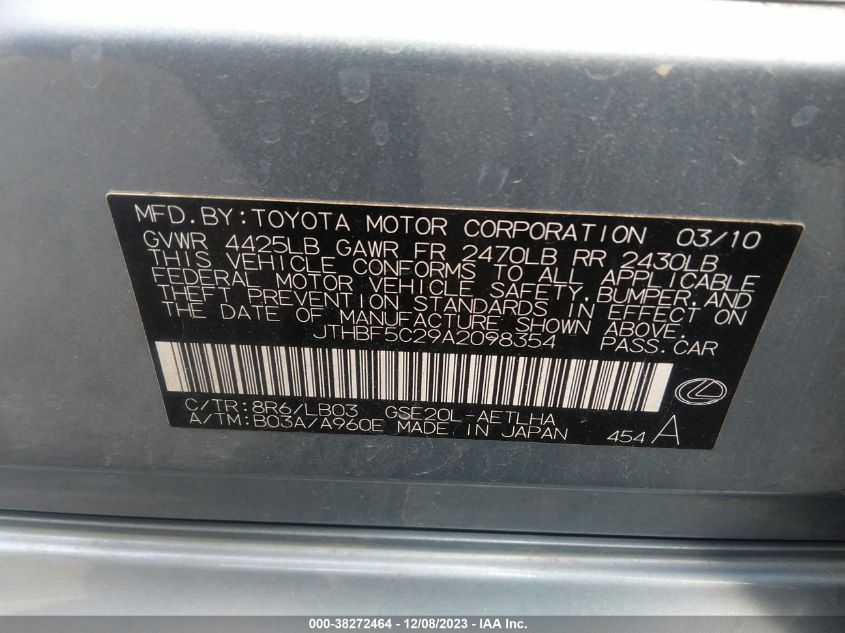 MFD.BY:TOYOTA MOTOR CORPORATION 03/10
GVWR 4425LB GAWR FR 2470LB RR 2430LB
THIS VEHICLE CONFORMS TO ALL APPLICABLE
FEDERAL MOTOR VEHICLE SAFETY,BUMPER,AND
THEFT PREVENTION STANDARDS IN EFFECT ON
THE DATE OF MANUFACTURE SHOWN ABOVE.
JTHBF5C29A2098354 PASS.CAR
C/TR:8R6/LB03 GSE20L-AETLHA
A/TM:B03A/A960E MADE IN JAPAN 454 A
000-38272464 - 12/08/2023 - IAA Inc.